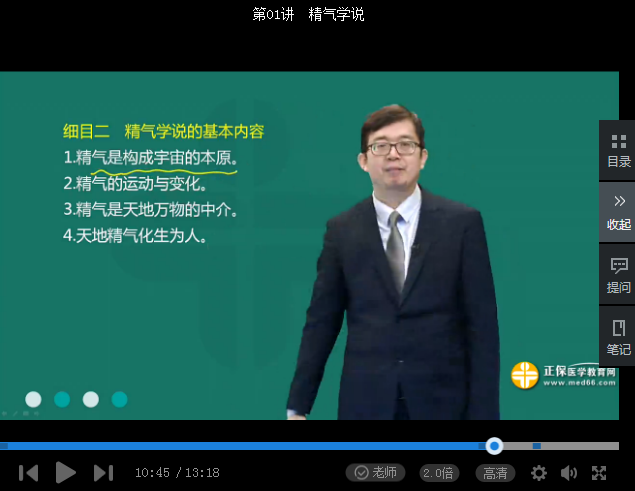 第01讲 精气学说
细目二 精气学说的基本内容
1.精气是构成宇宙的本原。
2.精气的运动与变化。
3.精气是天地万物的中介。
4.天地精气化生为人。
目录
收起
提问
笔记
正保医学教育网
www.med66.com
10:45 / 13:18
老师
2.0倍
高清